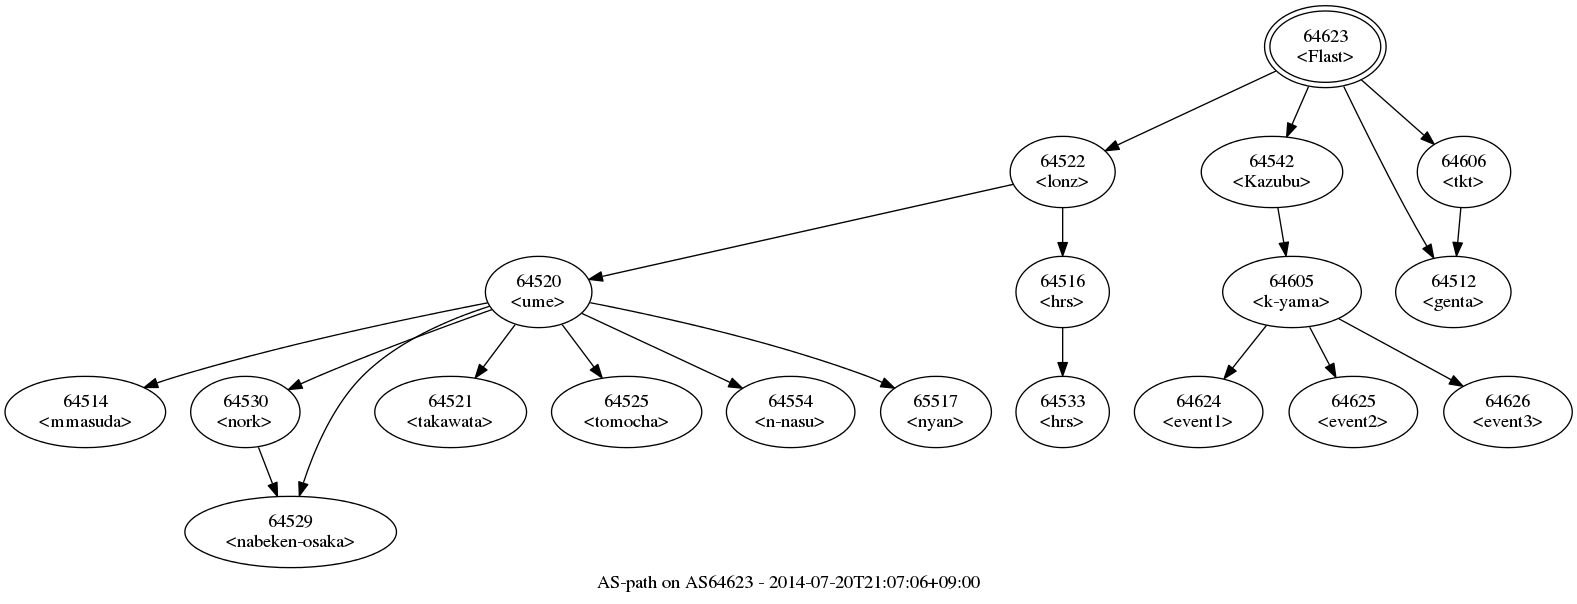 64623
<Flast>
64522
<lonz>
64542
<Kazubu>
64606
<tkt>
64520
<ume>
64516
<hrs>
64605
<k-yama>
64512
<genta>
64514
<mmasuda>
64530
<nork>
64521
<takawata>
64525
<tomocha>
64554
<n-nasu>
65517
<nyan>
64533
<hrs>
64624
<event1>
64625
<event2>
64626
<event3>
64529
<nabeken-osaka>
AS-path on AS64623 - 2014-07-20T21:07:06+09:00